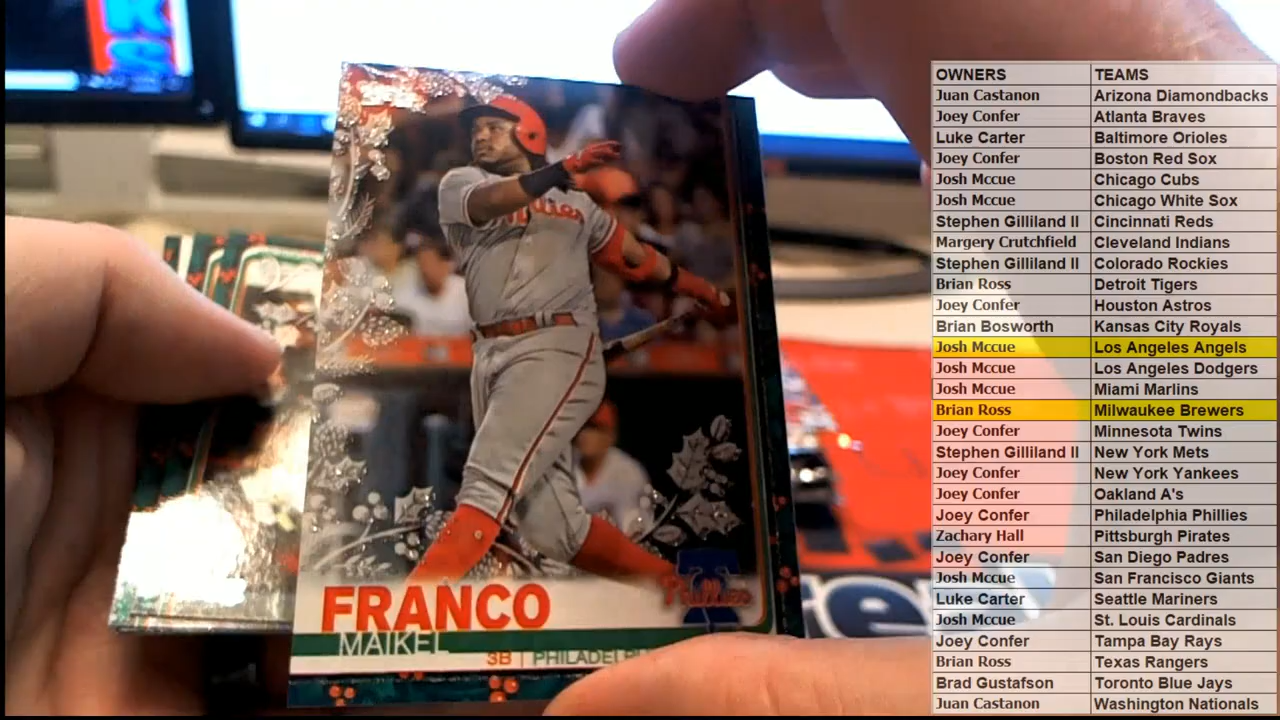 KS
Phillies
FRANCO
MAIKEL
3B | PHILADELPHI
Phillies
OWNERS TEAMS
Juan Castanon Arizona Diamondbacks
Joey Confer Atlanta Braves
Luke Carter Baltimore Orioles
Joey Confer Boston Red Sox
Josh Mccue Chicago Cubs
Josh Mccue Chicago White Sox
Stephen Gilliland II Cincinnati Reds
Margery Crutchfield Cleveland Indians
Stephen Gilliland II Colorado Rockies
Brian Ross Detroit Tigers
Joey Confer Houston Astros
Brian Bosworth Kansas City Royals
Josh Mccue Los Angeles Angels
Josh Mccue Los Angeles Dodgers
Josh Mccue Miami Marlins
Brian Ross Milwaukee Brewers
Joey Confer Minnesota Twins
Stephen Gilliland II New York Mets
Joey Confer New York Yankees
Joey Confer Oakland A's
Joey Confer Philadelphia Phillies
Zachary Hall Pittsburgh Pirates
Joey Confer San Diego Padres
Josh Mccue San Francisco Giants
Luke Carter Seattle Mariners
Josh Mccue St. Louis Cardinals
Joey Confer Tampa Bay Rays
Brian Ross Texas Rangers
Brad Gustafson Toronto Blue Jays
Juan Castanon Washington Nationals